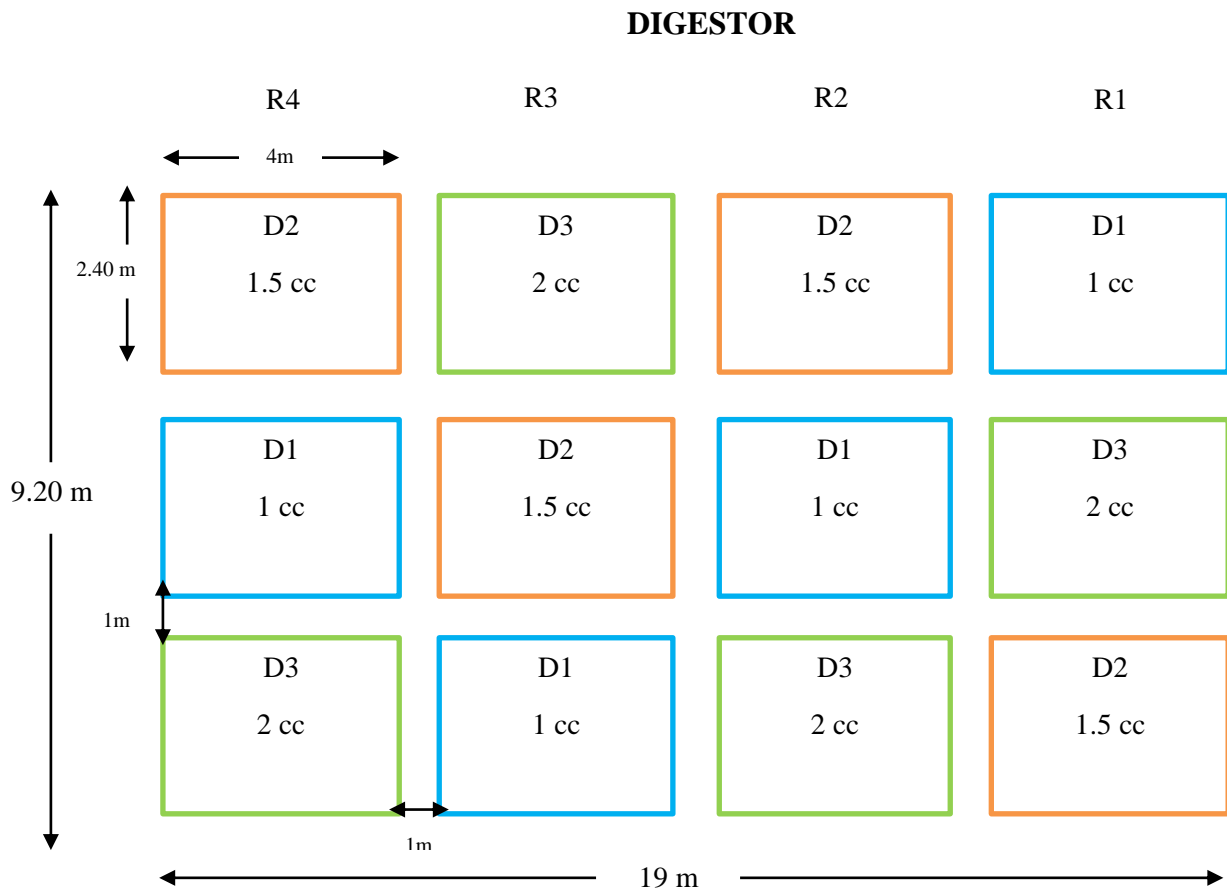 DIGESTOR
R4 R3 R2 R1
4m
D2 D3 D2 D1
2.40 m
1.5 cc 2 cc 1.5 cc 1 cc
D1 D2 D1 D3
9.20 m
1 cc 1.5 cc 1 cc 2 cc
1m
D3 D1 D3 D2
2 cc 1 cc 2 cc 1.5 cc
1m
19 m